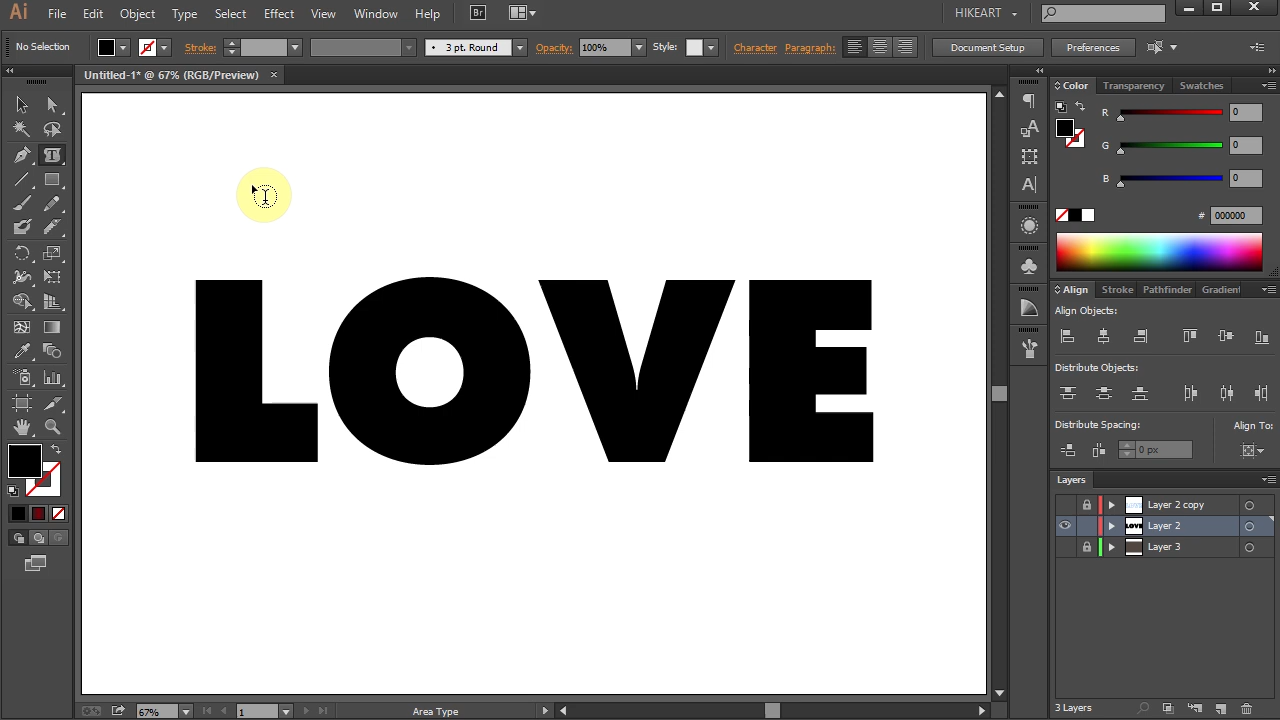 Ai File Edit Object Type Select Effect View Window Help Br HIKEART
No Selection Stroke: 3 pt. Round Opacity: 100% Style: Character Paragraph: Document Setup Preferences
Untitled-1* @ 67% (RGB/Preview) ×
Color Transparency Swatches
R 0
G 0
B 0
# 000000
LOVE
Align Stroke Pathfinder Gradient
Align Objects:
Distribute Objects:
Distribute Spacing: Align To:
0 px
Layers
Layer 2 copy
Layer 2
Layer 3
3 Layers
67% 1 Area Type